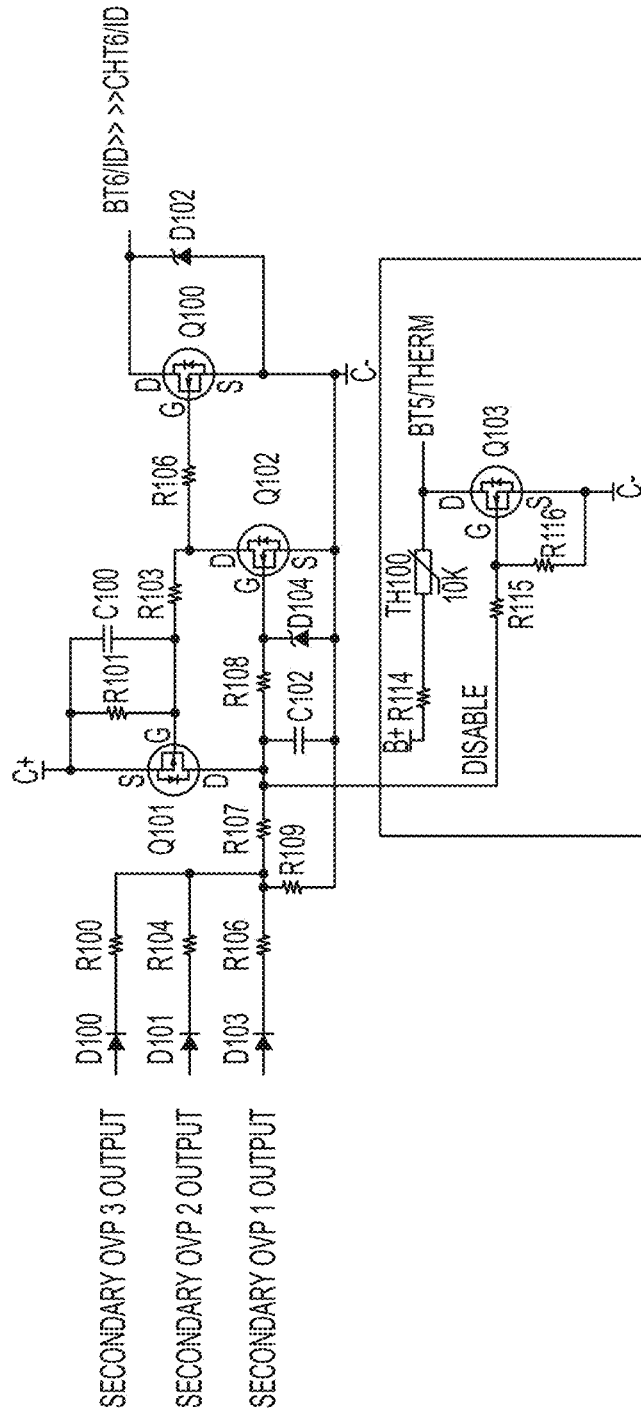 SECONDARY OVP 3 OUTPUT
D100
R100
SECONDARY OVP 2 OUTPUT
D101
R104
SECONDARY OVP 1 OUTPUT
D103
R106
R109
R107
C+
S
G
D
Q101
R101
C100
R103
R108
C102
D104
D
G
S
Q102
R106
D
G
S
Q100
D102
BT6/ID>> >>CHT6/ID
C-
DISABLE
B+
R114
TH100
10K
BT5/THERM
D
G
S
Q103
R115
R116
C-